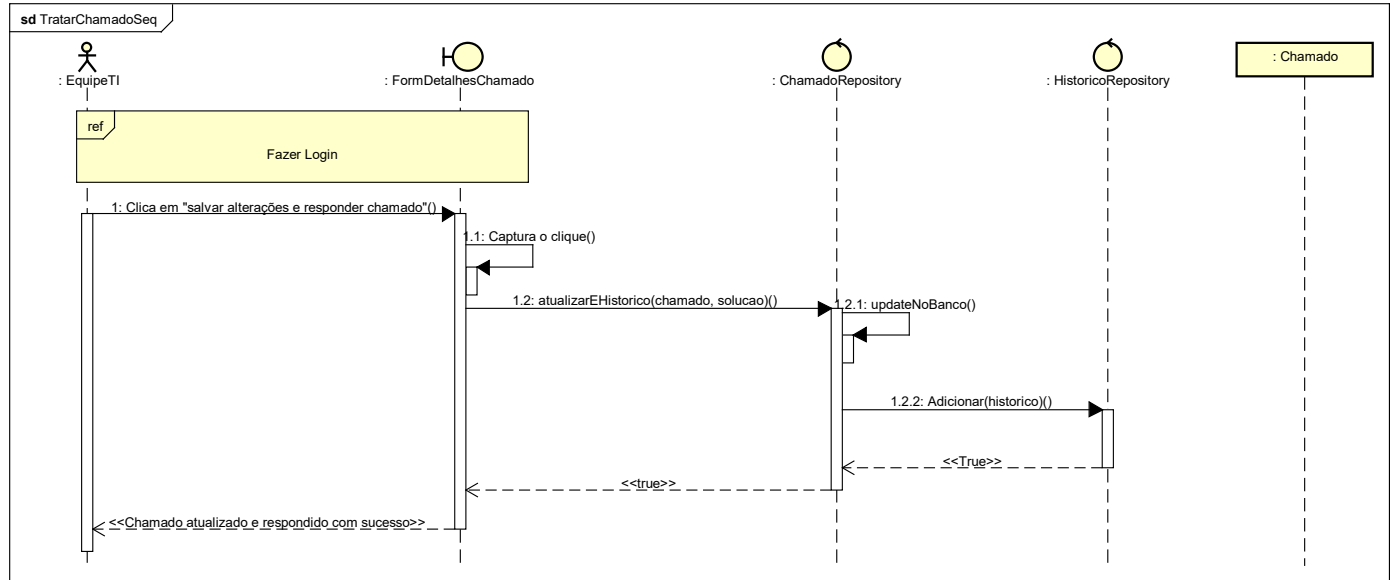 sd TratarChamadoSeq
: EquipeTI
: FormDetalhesChamado
: ChamadoRepository
: HistoricoRepository
: Chamado
ref
Fazer Login
1: Clica em "salvar alterações e responder chamado"()
1.1: Captura o clique()
1.2: atualizarEHistorico(chamado, solucao)()
1.2.1: updateNoBanco()
1.2.2: Adicionar(historico)()
<<True>>
<<true>>
<<Chamado atualizado e respondido com sucesso>>